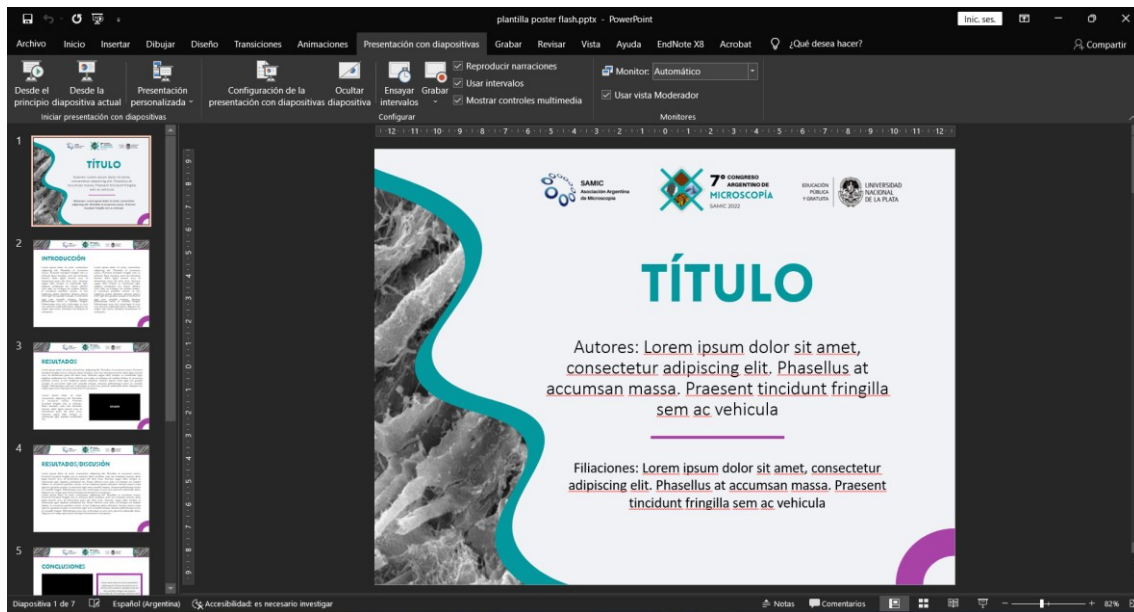 plantilla poster flash.pptx - PowerPoint
Inic. ses.
Archivo Inicio Insertar Dibujar Diseño Transiciones Animaciones Presentación con diapositivas Grabar Revisar Vista Ayuda EndNote X8 Acrobat ¿Qué desea hacer? Compartir
Desde el principio
Desde la diapositiva actual
Presentación personalizada
Configuración de la presentación con diapositivas
Ocultar diapositiva
Ensayar intervalos
Grabar
Reproducir narraciones
Usar intervalos
Mostrar controles multimedia
Monitor: Automático
Usar vista Moderador
Iniciar presentación con diapositivas
Configurar
Monitores
1
TÍTULO
2
INTRODUCCIÓN
3
RESULTADOS
4
RESULTADOS/DISCUSIÓN
5
CONCLUSIONES
SAMIC
Asociación Argentina
de Microscopía
7º CONGRESO
ARGENTINO DE
MICROSCOPÍA
SAMIC 2022
EDUCACIÓN
PÚBLICA
Y GRATUITA
UNIVERSIDAD
NACIONAL
DE LA PLATA
TÍTULO
Autores: Lorem ipsum dolor sit amet,
consectetur adipiscing elit. Phasellus at
accumsan massa. Praesent tincidunt fringilla
sem ac vehicula
Filiaciones: Lorem ipsum dolor sit amet, consectetur
adipiscing elit. Phasellus at accumsan massa. Praesent
tincidunt fringilla sem ac vehicula
Diapositiva 1 de 7 Español (Argentina) Accesibilidad: es necesario investigar Notas Comentarios 82%